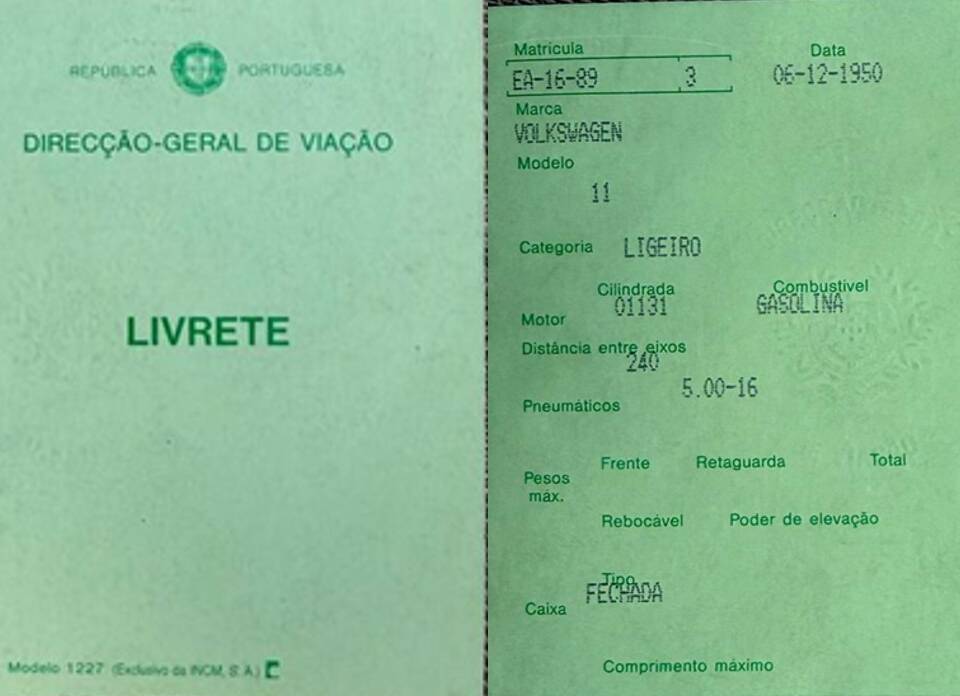 REPÚBLICA PORTUGUESA
DIRECÇÃO-GERAL DE VIAÇÃO
LIVRETE
Modelo 1227 (Exclusivo da INCM, S. A.)
Matricula Data
EA-16-89 3 06-12-1950
Marca
VOLKSWAGEN
Modelo
11
Categoria LIGEIRO
Cilindrada Combustivel
01131 GASOLINA
Motor
Distância entre eixos
240
5.00-16
Pneumáticos
Frente Retaguarda Total
Pesos
máx.
Rebocável Poder de elevação
Tipo
FECHADA
Caixa
Comprimento máximo